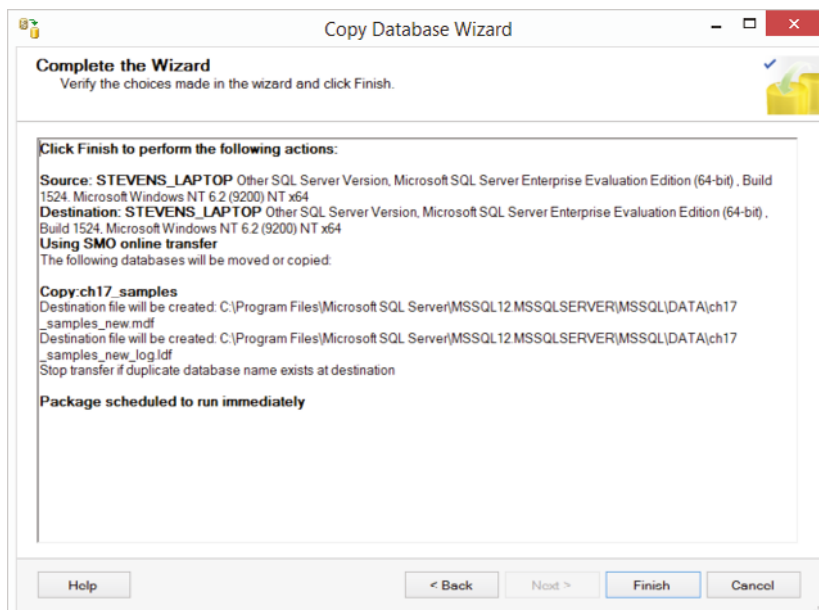 Copy Database Wizard
Complete the Wizard
Verify the choices made in the wizard and click Finish.
Click Finish to perform the following actions:
Source: STEVENS_LAPTOP Other SQL Server Version, Microsoft SQL Server Enterprise Evaluation Edition (64-bit) , Build
1524, Microsoft Windows NT 6.2 (9200) NT x64
Destination: STEVENS_LAPTOP Other SQL Server Version, Microsoft SQL Server Enterprise Evaluation Edition (64-bit) ,
Build 1524, Microsoft Windows NT 6.2 (9200) NT x64
Using SMO online transfer
The following databases will be moved or copied:
Copy:ch17_samples
Destination file will be created: C:\Program Files\Microsoft SQL Server\MSSQL12.MSSQLSERVER\MSSQL\DATA\ch17
_samples_new.mdf
Destination file will be created: C:\Program Files\Microsoft SQL Server\MSSQL12.MSSQLSERVER\MSSQL\DATA\ch17
_samples_new_log.ldf
Stop transfer if duplicate database name exists at destination
Package scheduled to run immediately
Help
< Back
Next >
Finish
Cancel